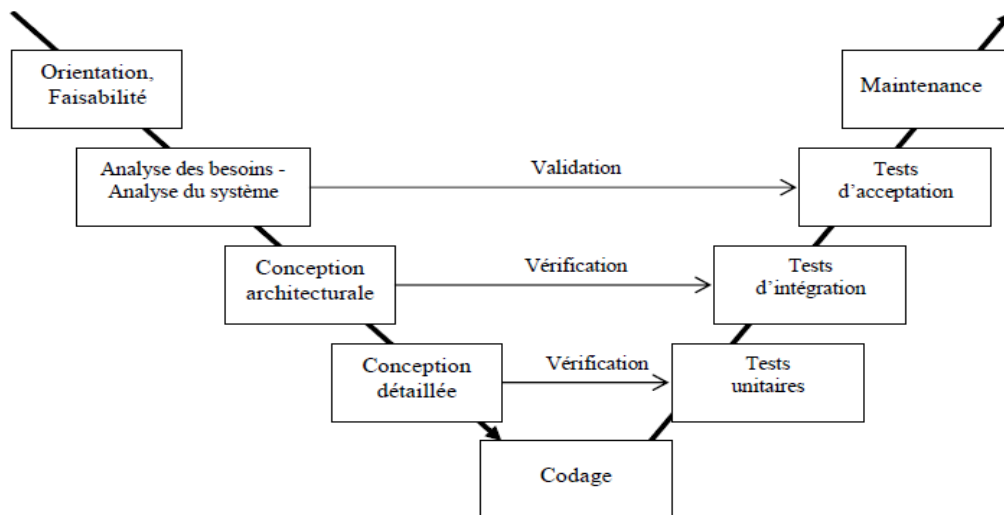 Orientation,
Faisabilité
Maintenance
Analyse des besoins -
Analyse du système
Validation
Tests
d'acceptation
Conception
architecturale
Vérification
Tests
d'intégration
Conception
détaillée
Vérification
Tests
unitaires
Codage